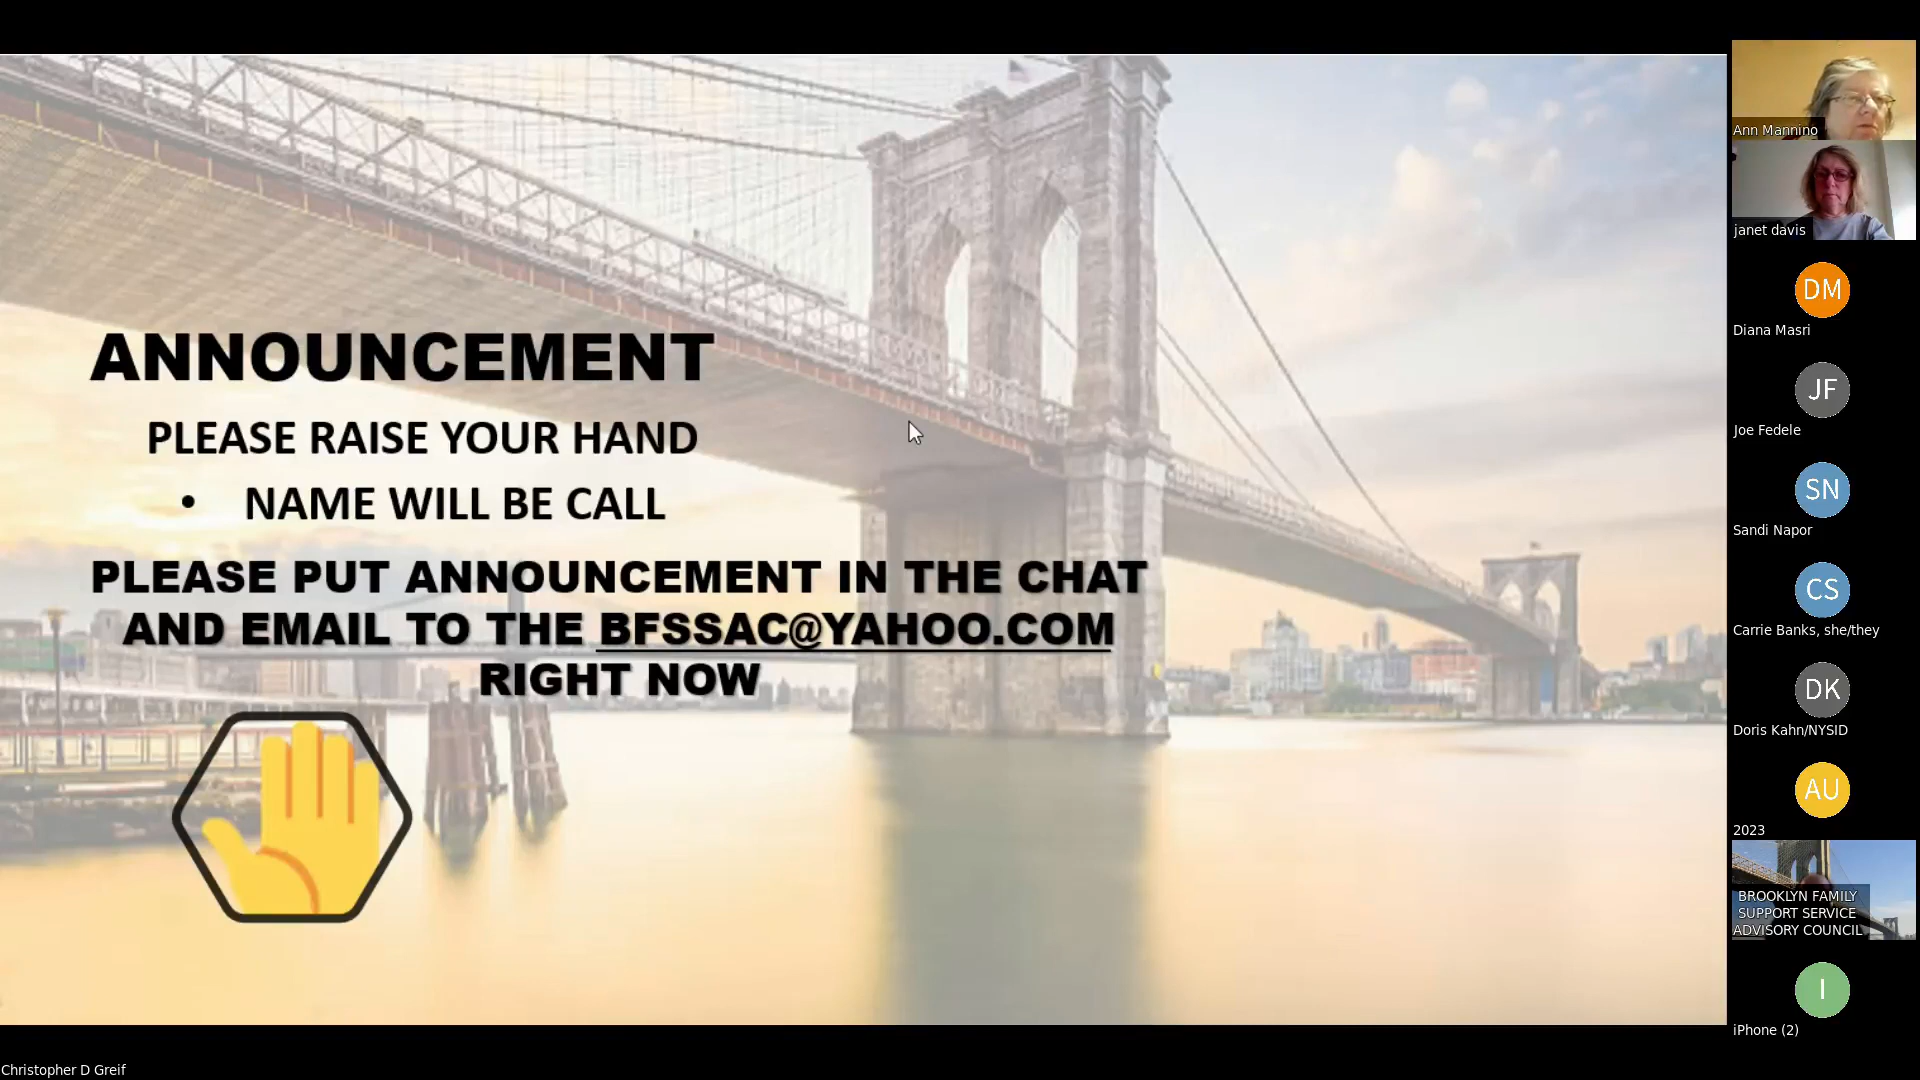 ANNOUNCEMENT
PLEASE RAISE YOUR HAND
• NAME WILL BE CALL
PLEASE PUT ANNOUNCEMENT IN THE CHAT
AND EMAIL TO THE BFSSAC@YAHOO.COM
RIGHT NOW
Ann Mannino
janet davis
DM
Diana Masri
JF
Joe Fedele
SN
Sandi Napor
CS
Carrie Banks, she/they
DK
Doris Kahn/NYSID
AU
2023
BROOKLYN FAMILY
SUPPORT SERVICE
ADVISORY COUNCIL
I
iPhone (2)
Christopher D Greif